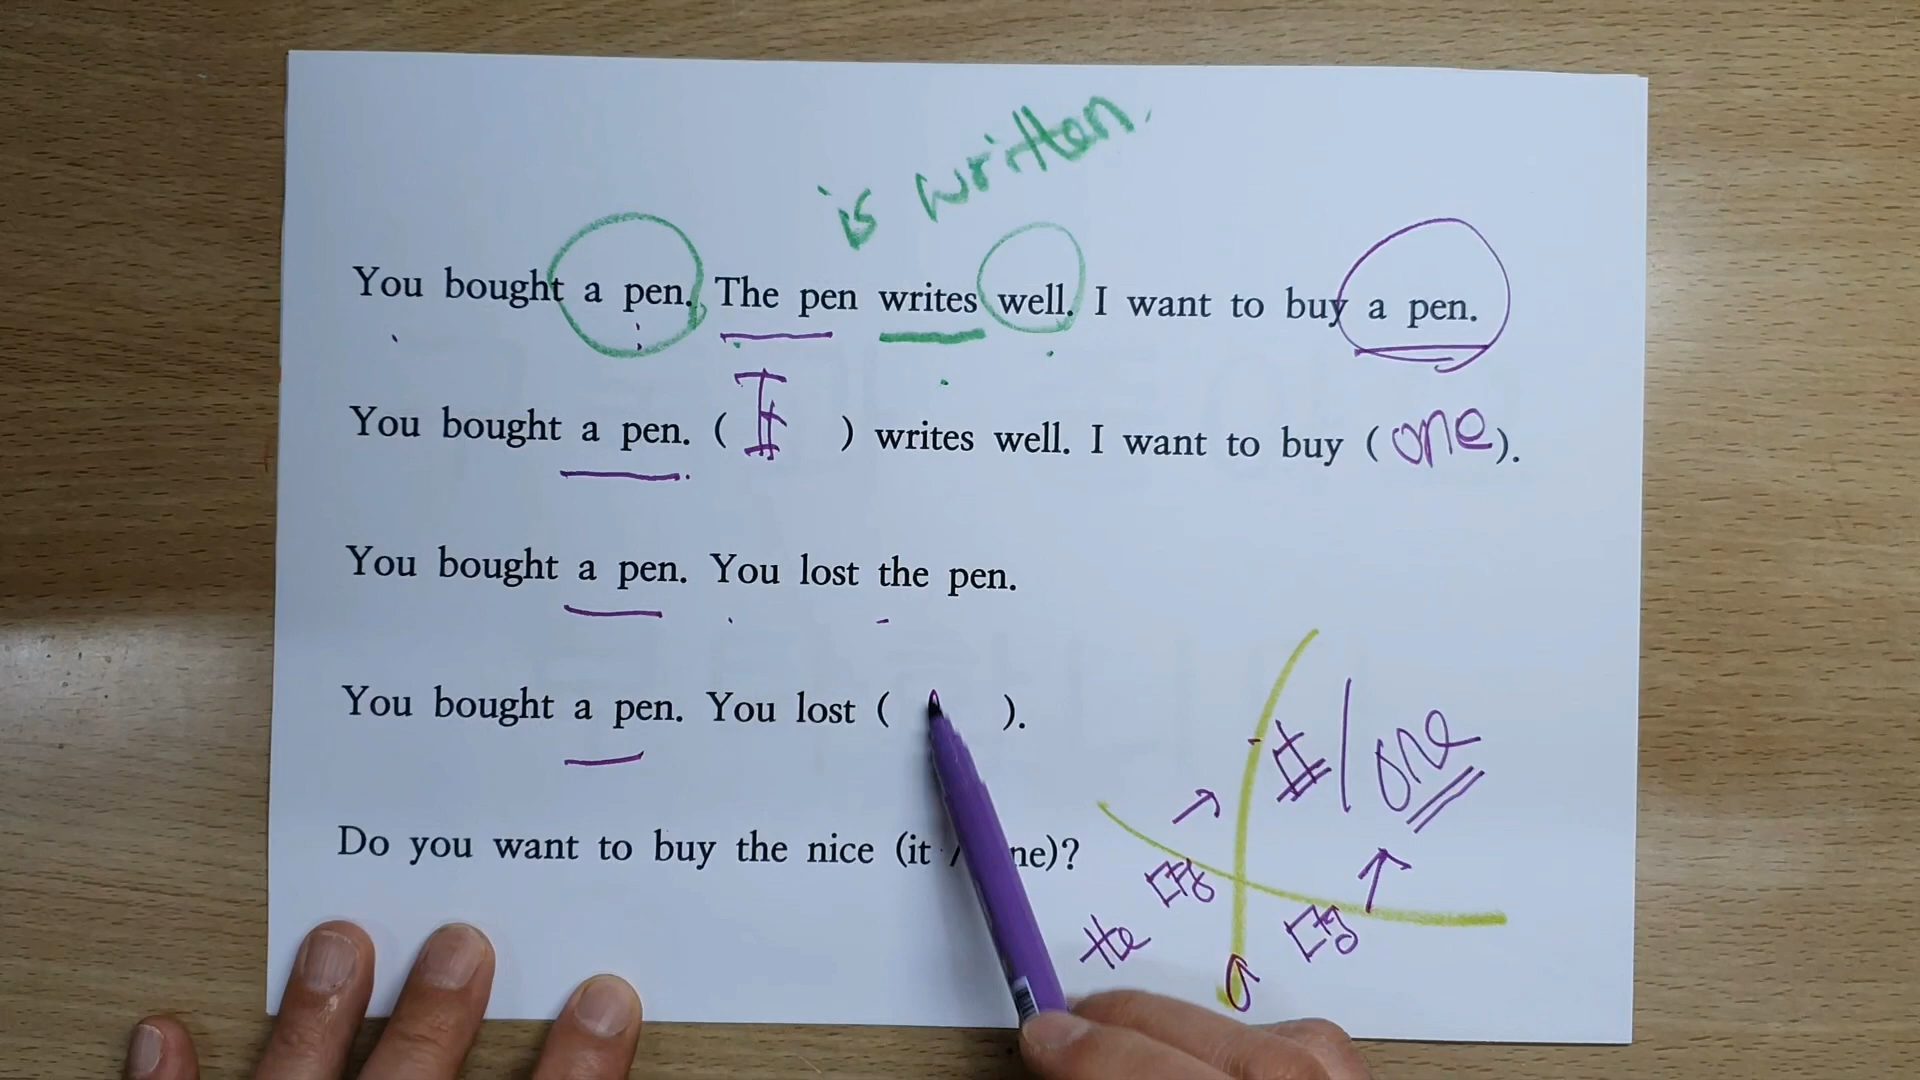 is written.
You bought a pen. The pen writes well. I want to buy a pen.
You bought a pen. ( It ) writes well. I want to buy (one).
You bought a pen. You lost the pen.
You bought a pen. You lost ( ).
Do you want to buy the nice (it / ne)?
It / one
→
the
a
↑